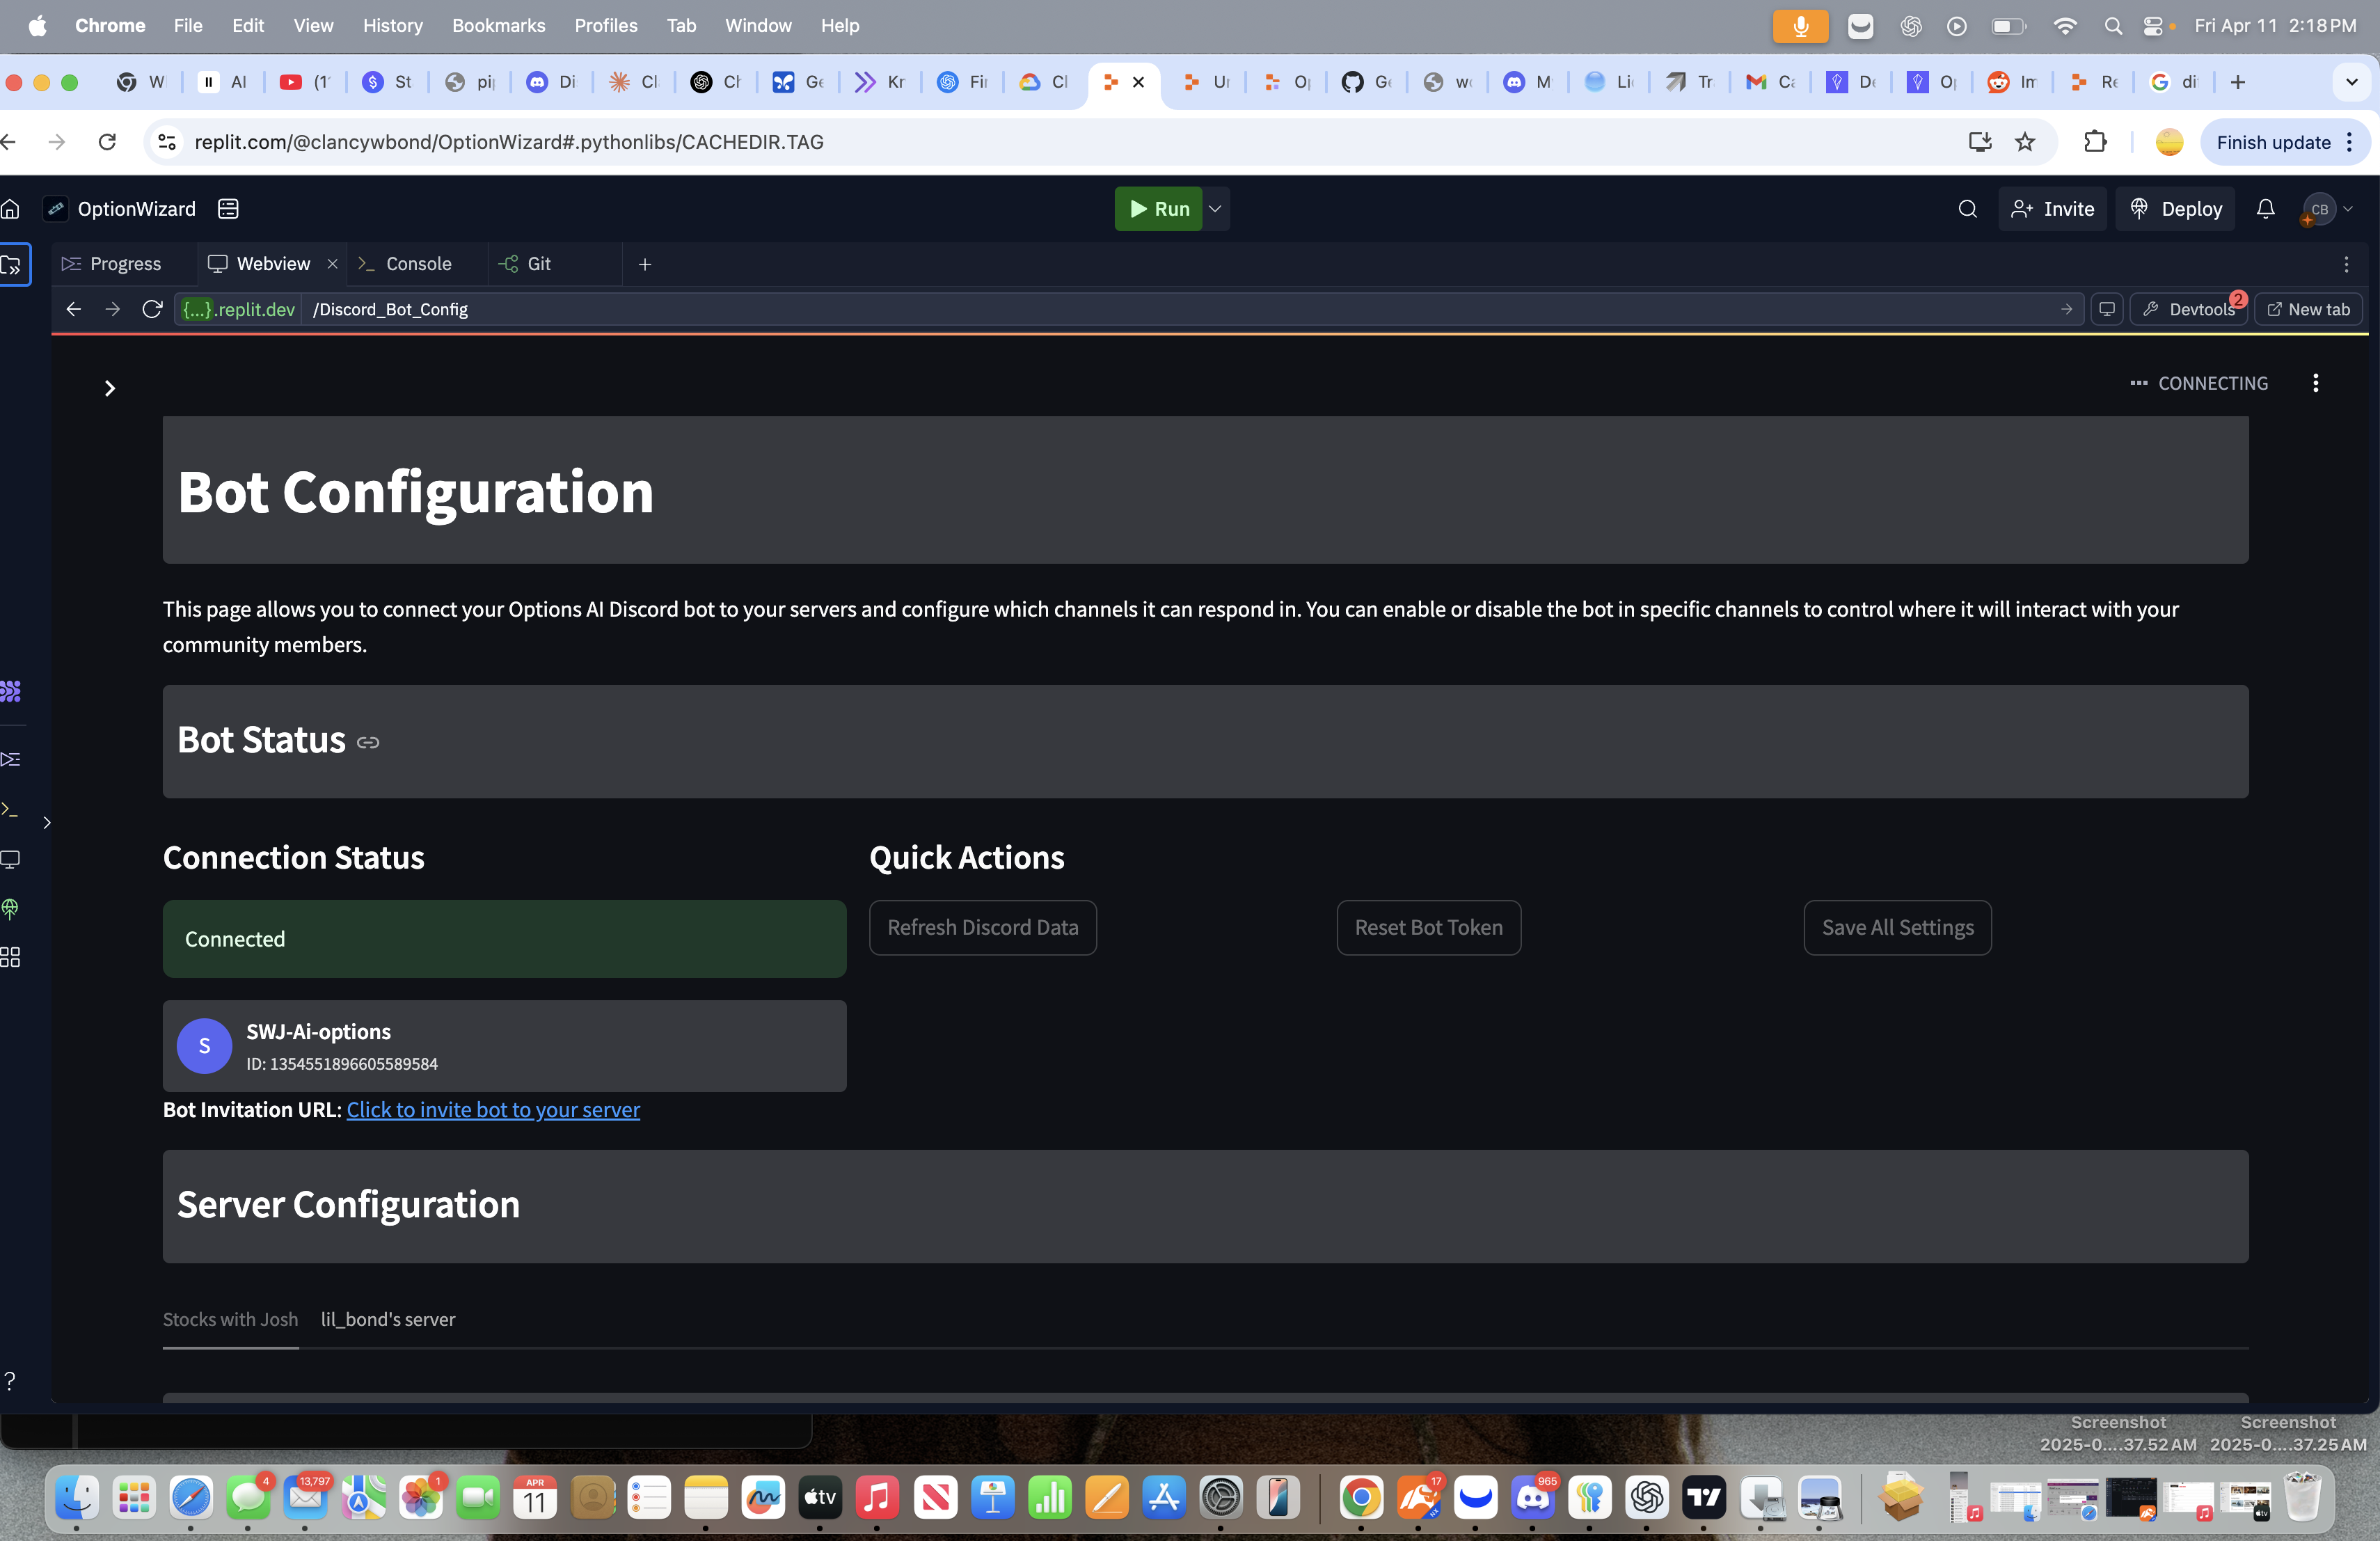 Chrome File Edit View History Bookmarks Profiles Tab Window Help Fri Apr 11 2:18 PM
W AI (1 St pi Di Cl Ch Ge Kr Fir Cl Ur O Ge we M Li Tr Ca De O Im Re di
replit.com/@clancywbond/OptionWizard#.pythonlibs/CACHEDIR.TAG Finish update
OptionWizard Run Invite Deploy CB
Progress Webview Console Git
{...}.replit.dev /Discord_Bot_Config Devtools 2 New tab
CONNECTING
Bot Configuration
This page allows you to connect your Options AI Discord bot to your servers and configure which channels it can respond in. You can enable or disable the bot in specific channels to control where it will interact with your
community members.
Bot Status
Connection Status Quick Actions
Connected Refresh Discord Data Reset Bot Token Save All Settings
S SWJ-Ai-options
ID: 1354551896605589584
Bot Invitation URL: Click to invite bot to your server
Server Configuration
Stocks with Josh lil_bond's server
?
Screenshot Screenshot
2025-0....37.52 AM 2025-0....37.25 AM
4 13,797 1 APR 11 tv 17 965